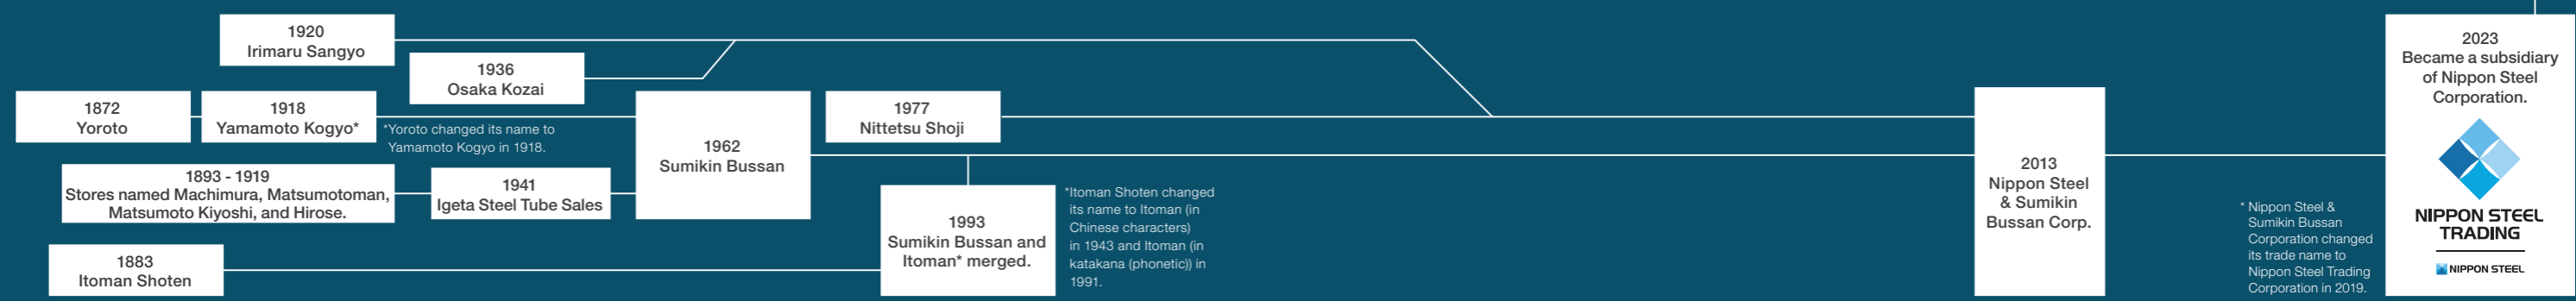 1920
Irimaru Sangyo
1936
Osaka Kozai
1872
Yoroto
1918
Yamamoto Kogyo*
*Yoroto changed its name to
Yamamoto Kogyo in 1918.
1893 - 1919
Stores named Machimura, Matsumotoman,
Matsumoto Kiyoshi, and Hirose.
1941
Igeta Steel Tube Sales
1883
Itoman Shoten
1962
Sumikin Bussan
1977
Nittetsu Shoji
1993
Sumikin Bussan and
Itoman* merged.
*Itoman Shoten changed
its name to Itoman (in
Chinese characters)
in 1943 and Itoman (in
katakana (phonetic)) in
1991.
2013
Nippon Steel
& Sumikin
Bussan Corp.
* Nippon Steel &
Sumikin Bussan
Corporation changed
its trade name to
Nippon Steel Trading
Corporation in 2019.
2023
Became a subsidiary
of Nippon Steel
Corporation.
NIPPON STEEL
TRADING
NIPPON STEEL